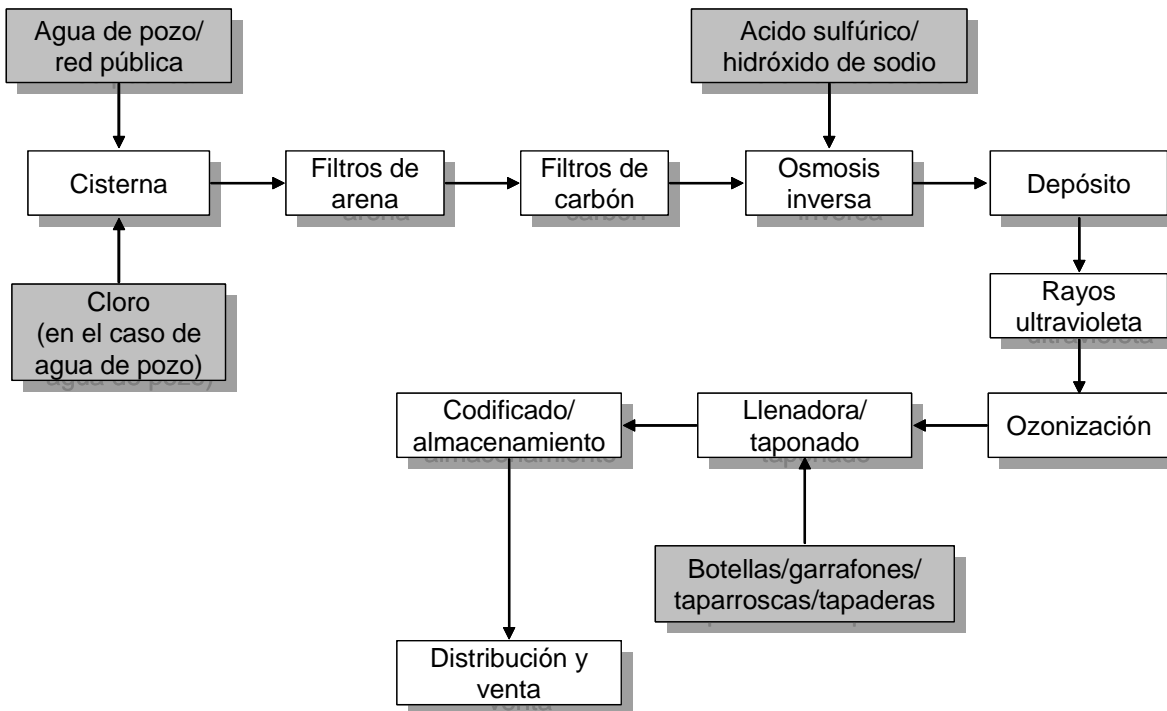 Agua de pozo/
red pública
Acido sulfúrico/
hidróxido de sodio
Cisterna
Filtros de
arena
Filtros de
carbón
Osmosis
inversa
Depósito
Cloro
(en el caso de
agua de pozo)
Rayos
ultravioleta
Codificado/
almacenamiento
Llenadora/
taponado
Ozonización
Botellas/garrafones/
taparroscas/tapaderas
Distribución y
venta